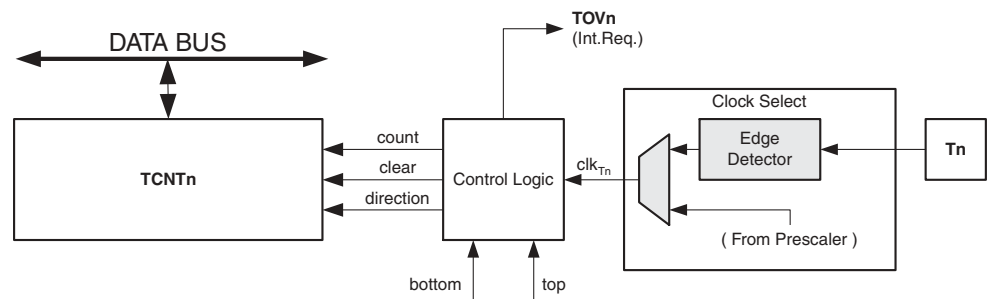 TOVn
(Int.Req.)
DATA BUS
Clock Select
count
Edge
Detector
Tn
TCNTn
clear
Control Logic
clkTn
direction
( From Prescaler )
bottom
top